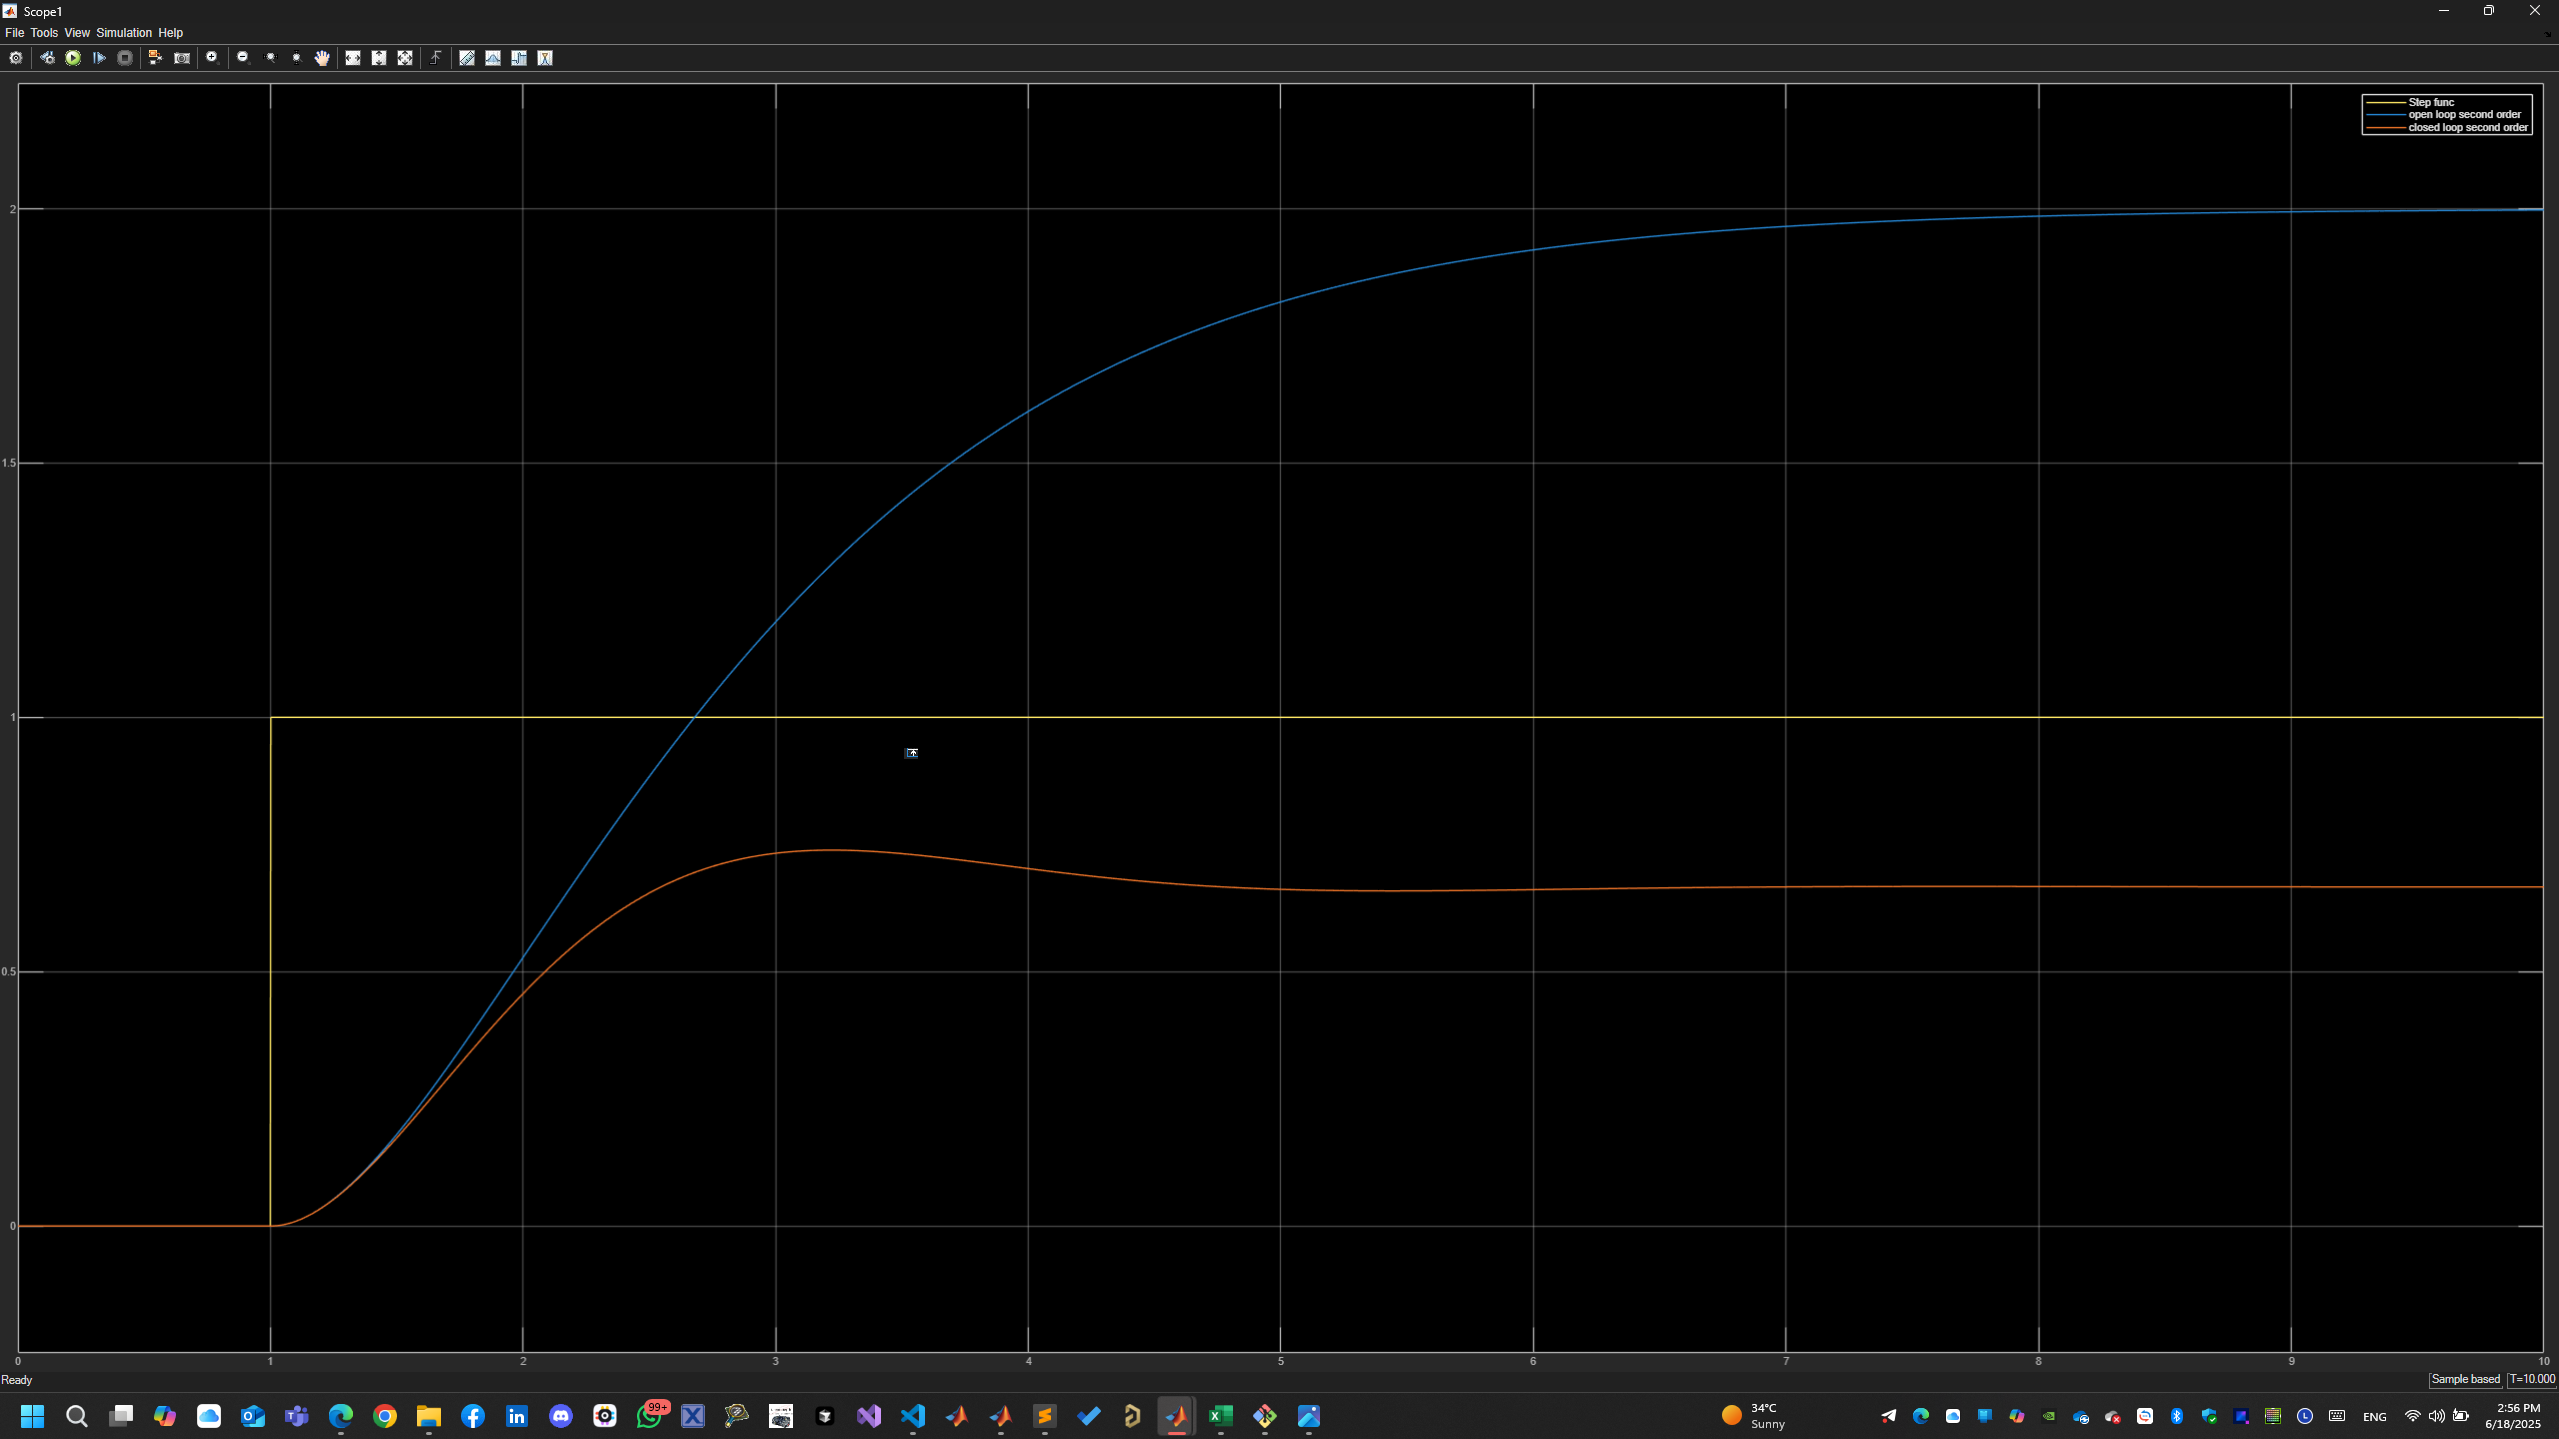 Scope1
File Tools View Simulation Help
Step func
open loop second order
closed loop second order
2
1.5
1
0.5
0
0 1 2 3 4 5 6 7 8 9 10
Ready
Sample based T=10.000
99+
34°C
Sunny
ENG
2:56 PM
6/18/2025